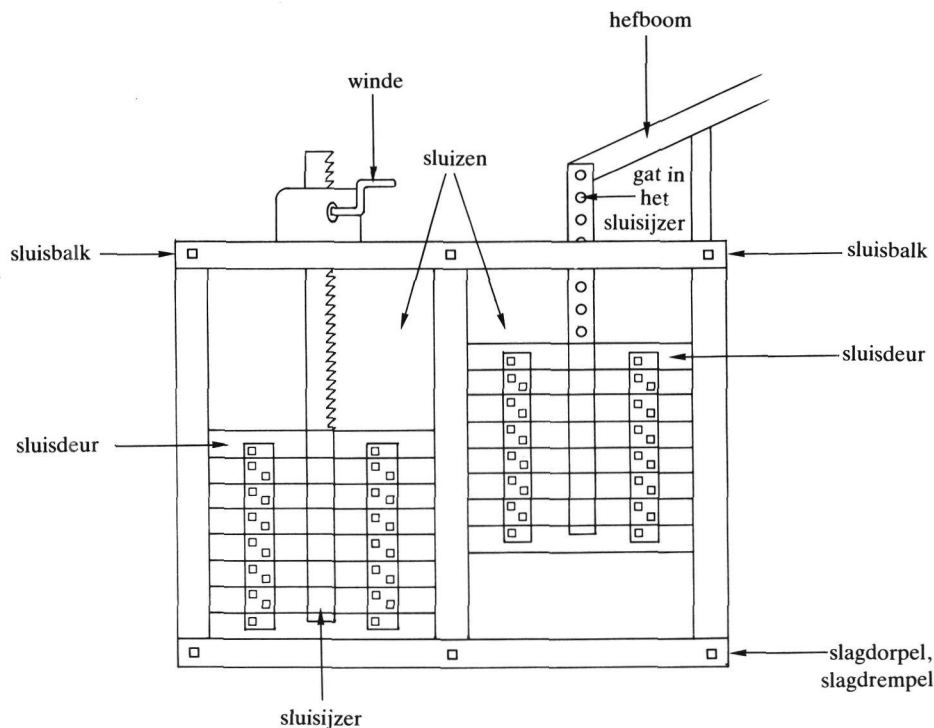 hefboom
winde
sluizen
gat in
het
sluisijzer
sluisbalk
sluisbalk
sluisdeur
sluisdeur
slagdorpel,
slagdrempel
sluisijzer